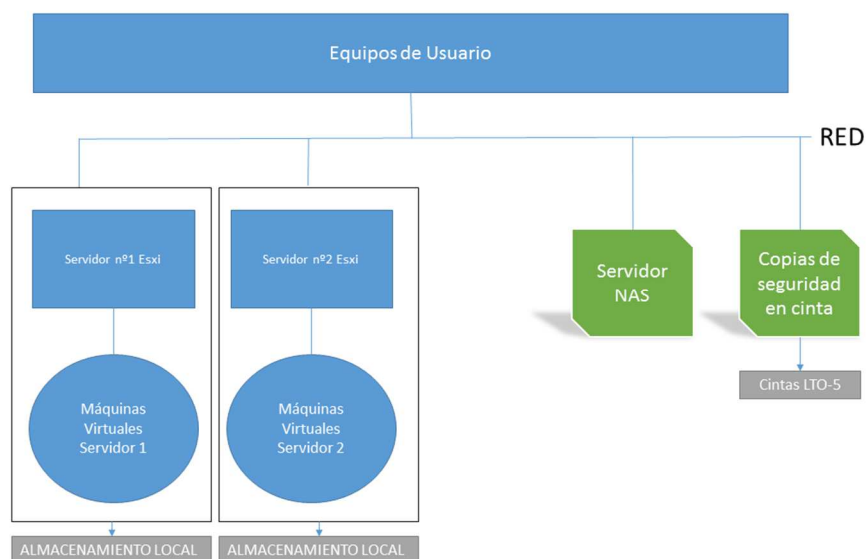 Equipos de Usuario
RED
Servidor nº1 Esxi
Servidor nº2 Esxi
Servidor
NAS
Copias de
seguridad
en cinta
Cintas LTO-5
Máquinas
Virtuales
Servidor 1
Máquinas
Virtuales
Servidor 2
ALMACENAMIENTO LOCAL
ALMACENAMIENTO LOCAL